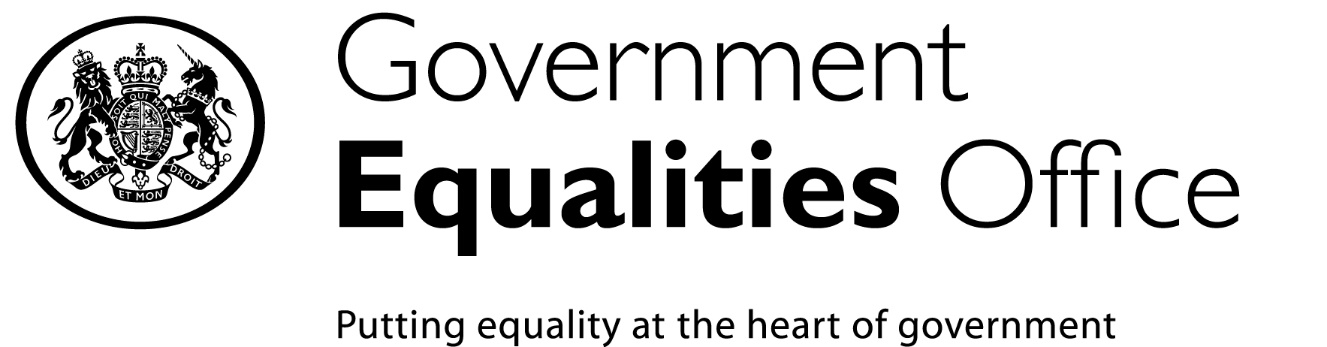 Government
Equalities Office
Putting equality at the heart of government
DIEU ET MON DROIT